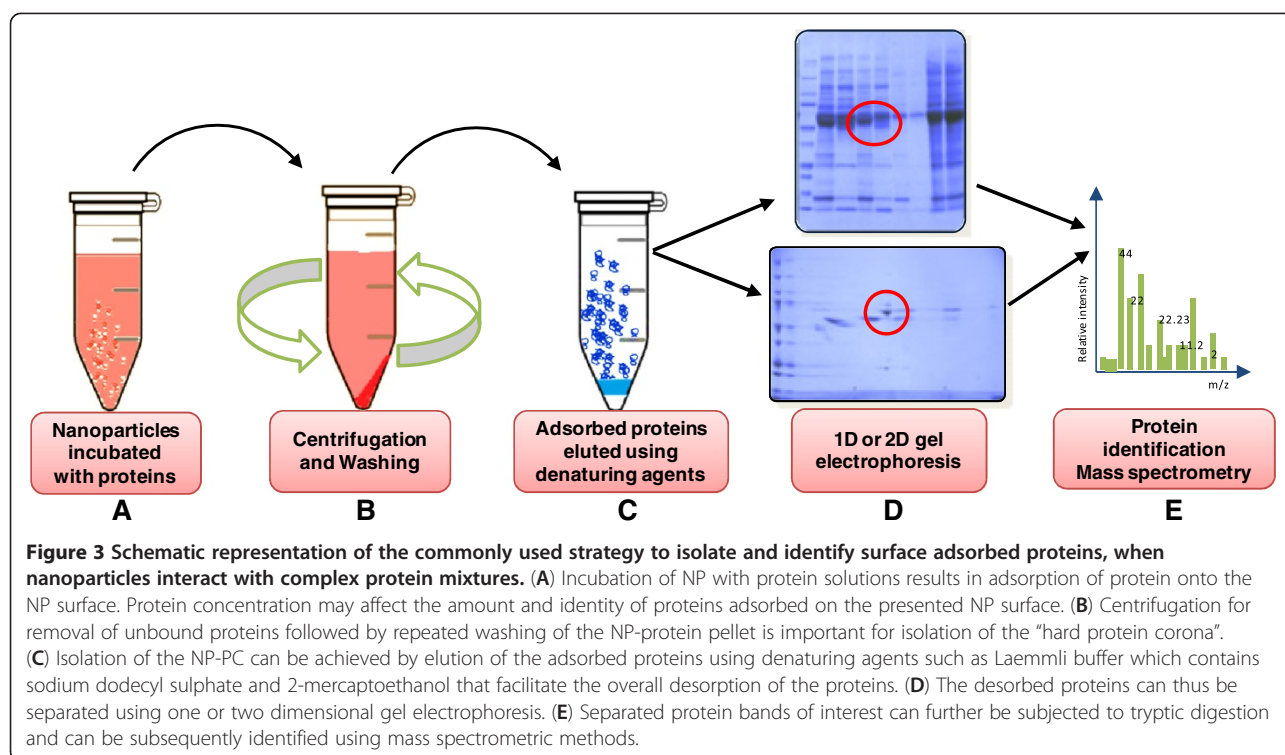 44
22
22.23
11.2
2
Relative intensity
m/z
Nanoparticles
incubated
with proteins
Centrifugation
and Washing
Adsorbed proteins
eluted using
denaturing agents
1D or 2D gel
electrophoresis
Protein
identification
Mass spectrometry
A
B
C
D
E
Figure 3 Schematic representation of the commonly used strategy to isolate and identify surface adsorbed proteins, when
nanoparticles interact with complex protein mixtures. (A) Incubation of NP with protein solutions results in adsorption of protein onto the
NP surface. Protein concentration may affect the amount and identity of proteins adsorbed on the presented NP surface. (B) Centrifugation for
removal of unbound proteins followed by repeated washing of the NP-protein pellet is important for isolation of the “hard protein corona”.
(C) Isolation of the NP-PC can be achieved by elution of the adsorbed proteins using denaturing agents such as Laemmli buffer which contains
sodium dodecyl sulphate and 2-mercaptoethanol that facilitate the overall desorption of the proteins. (D) The desorbed proteins can thus be
separated using one or two dimensional gel electrophoresis. (E) Separated protein bands of interest can further be subjected to tryptic digestion
and can be subsequently identified using mass spectrometric methods.